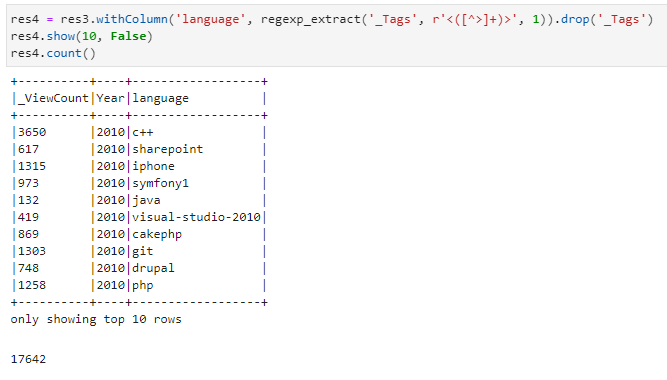 res4 = res3.withColumn('language', regexp_extract('_Tags', r'<([^>]+)>', 1)).drop('_Tags')
res4.show(10, False)
res4.count()
+----------+----+------------------+
|_ViewCount|Year|language          |
+----------+----+------------------+
|3650      |2010|c++               |
|617       |2010|sharepoint        |
|1315      |2010|iphone            |
|973       |2010|symfony1          |
|132       |2010|java              |
|419       |2010|visual-studio-2010|
|869       |2010|cakephp           |
|1303      |2010|git               |
|748       |2010|drupal            |
|1258      |2010|php               |
+----------+----+------------------+
only showing top 10 rows
17642